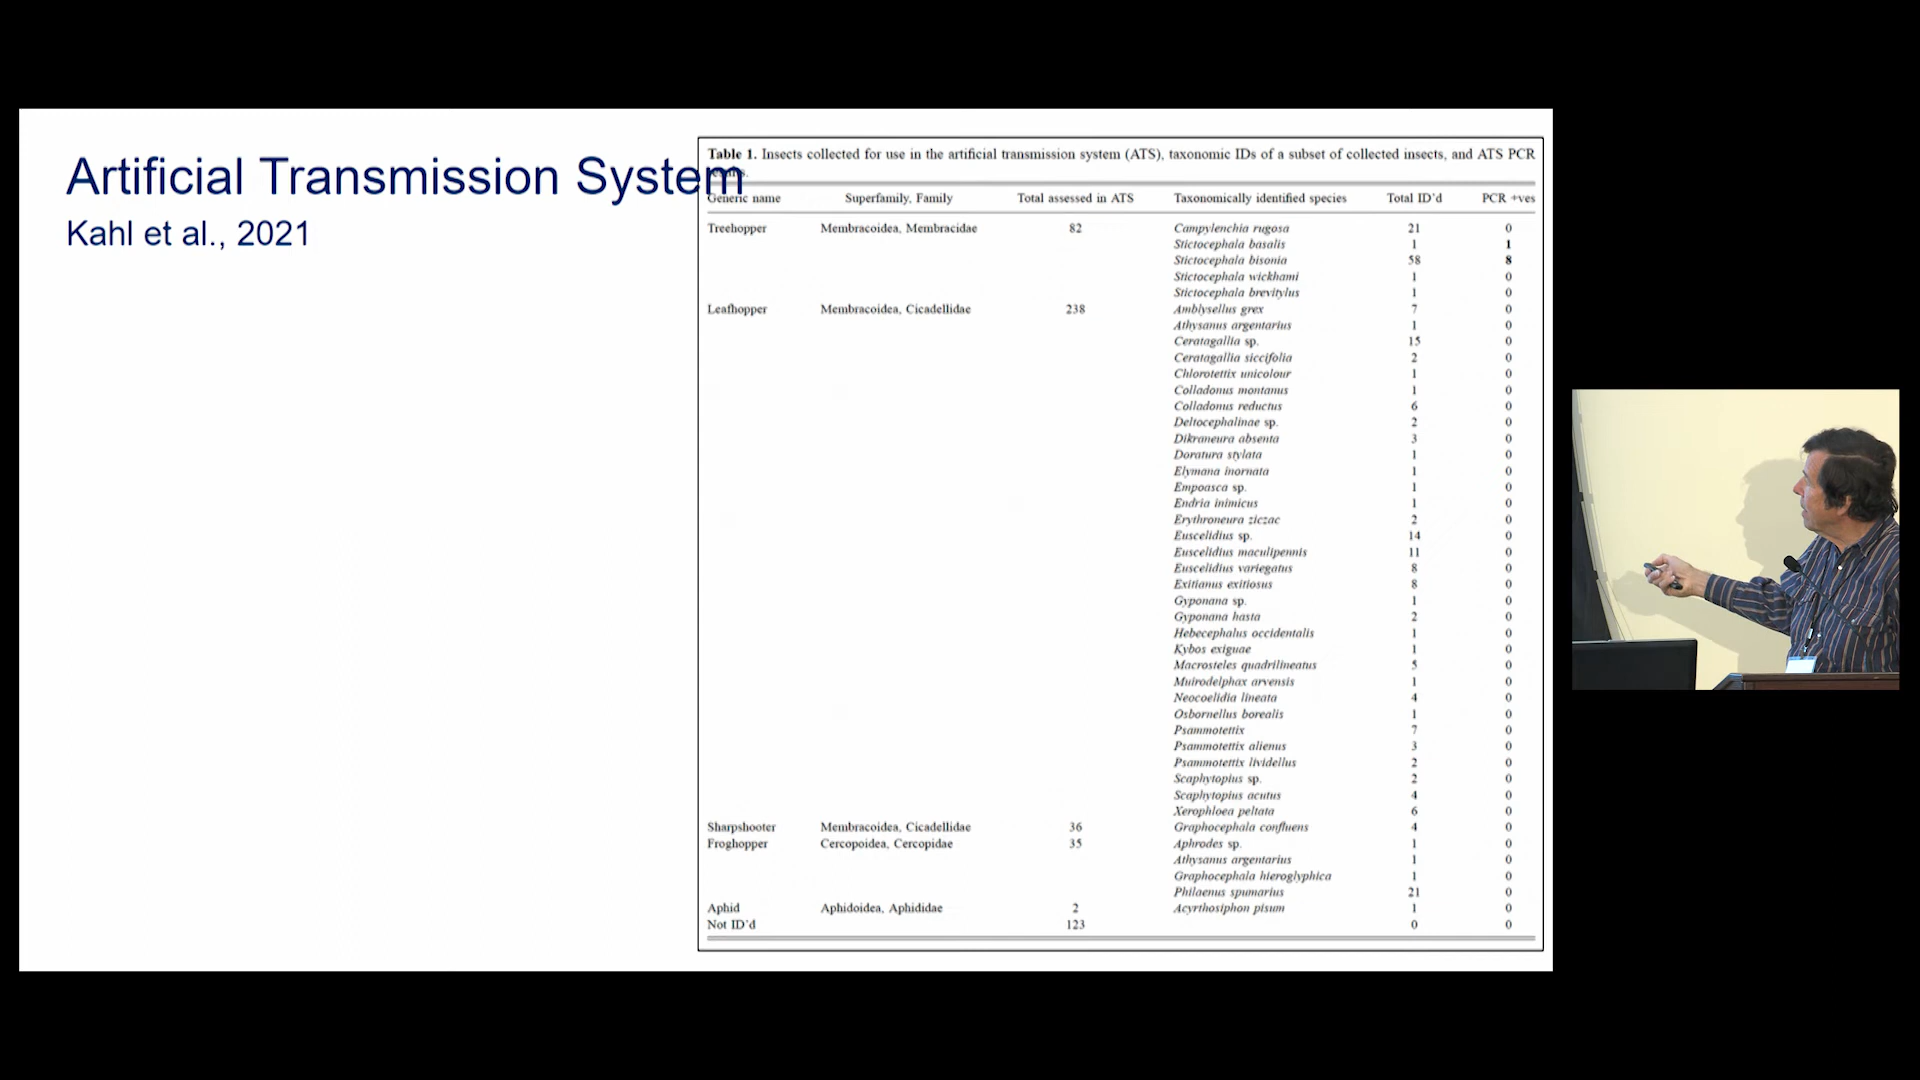 Artificial Transmission System
Kahl et al., 2021
Table 1. Insects collected for use in the artificial transmission system (ATS), taxonomic IDs of a subset of collected insects, and ATS PCR
Generic name Superfamily, Family Total assessed in ATS Taxonomically identified species Total ID'd PCR +ves
Treehopper Membracoidea, Membracidae 82 Campylenchia rugosa 21 0
Stictocephala basalis 1 1
Stictocephala bisonia 58 8
Stictocephala wickhami 1 0
Stictocephala brevitylus 1 0
Leafhopper Membracoidea, Cicadellidae 238 Amblysellus grex 7 0
Athysanus argentarius 1 0
Ceratagallia sp. 15 0
Ceratagallia siccifolia 2 0
Chlorotettix unicolour 1 0
Colladonus montanus 1 0
Colladonus reductus 6 0
Deltocephalinae sp. 2 0
Dikraneura absenta 3 0
Doratura stylata 1 0
Elymana inornata 1 0
Empoasca sp. 1 0
Endria inimicus 1 0
Erythroneura ziczac 2 0
Euscelidius sp. 14 0
Euscelidius maculipennis 11 0
Euscelidius variegatus 8 0
Exitianus exitiosus 8 0
Gyponana sp. 1 0
Gyponana hasta 2 0
Hebecephalus occidentalis 1 0
Kybos exiguae 1 0
Macrosteles quadrilineatus 5 0
Muirodelphax arvensis 1 0
Neocoelidia lineata 4 0
Osbornellus borealis 1 0
Psammotettix 7 0
Psammotettix alienus 3 0
Psammotettix lividellus 2 0
Scaphytopius sp. 2 0
Scaphytopius acutus 4 0
Xerophloea peltata 6 0
Sharpshooter Membracoidea, Cicadellidae 36 Graphocephala confluens 4 0
Froghopper Cercopoidea, Cercopidae 35 Aphrodes sp. 1 0
Athysanus argentarius 1 0
Graphocephala hieroglyphica 1 0
Philaenus spumarius 21 0
Aphid Aphidoidea, Aphididae 2 Acyrthosiphon pisum 1 0
Not ID'd 123 0 0